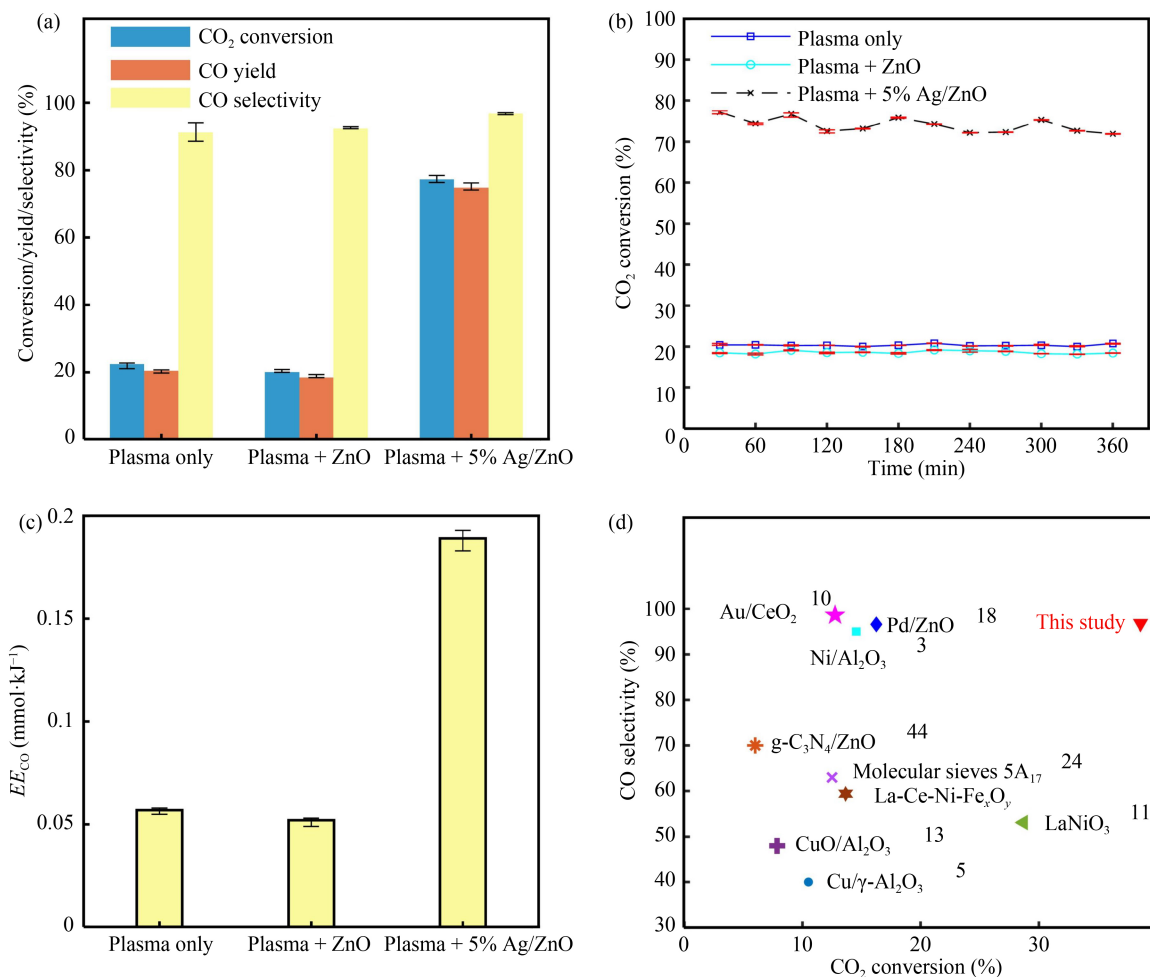 (a)
CO₂ conversion
CO yield
CO selectivity
Conversion/yield/selectivity (%)
100
80
60
40
20
0
Plasma only
Plasma + ZnO
Plasma + 5% Ag/ZnO
(b)
Plasma only
Plasma + ZnO
Plasma + 5% Ag/ZnO
CO₂ conversion (%)
100
90
80
70
60
50
40
30
20
10
0
0 60 120 180 240 300 360
Time (min)
(c)
EE_CO (mmol·kJ⁻¹)
0.2
0.1
0.05
0
Plasma only
Plasma + ZnO
Plasma + 5% Ag/ZnO
(d)
CO selectivity (%)
100
90
80
70
60
50
40
30
Au/CeO₂ 10
Pd/ZnO 18
This study
Ni/Al₂O₃ 3
g-C₃N₄/ZnO 44
Molecular sieves 5A₁₇ 24
La-Ce-Ni-FeₓOᵧ
LaNiO₃ 11
CuO/Al₂O₃ 13
Cu/γ-Al₂O₃ 5
0 10 20 30
CO₂ conversion (%)